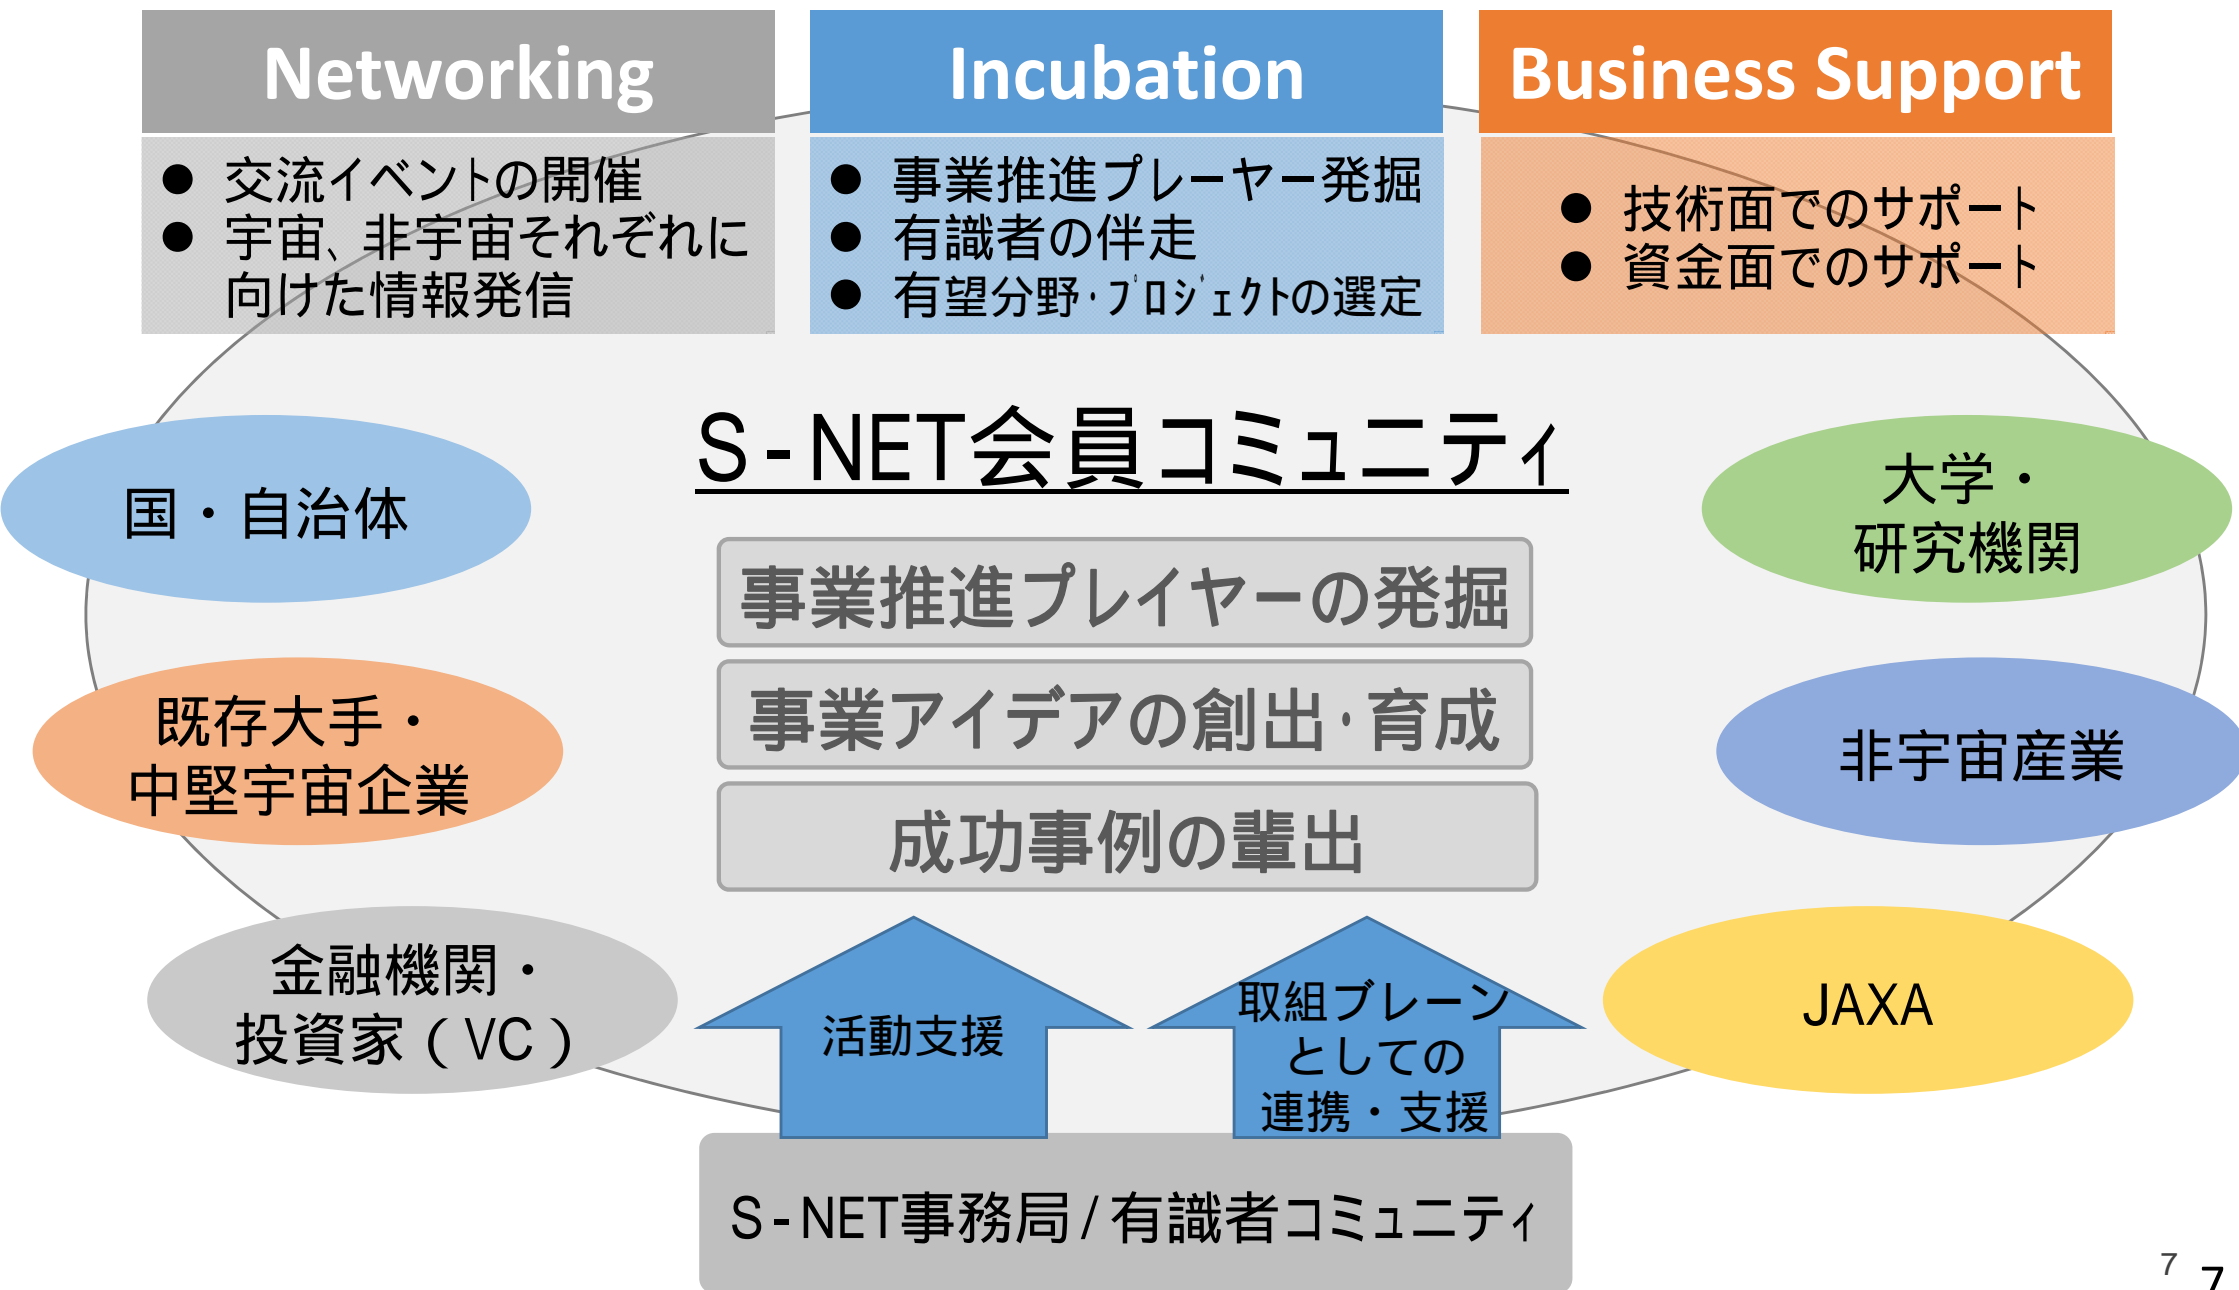 Networking
交流イベントの開催
宇宙、非宇宙それぞれに
向けた情報発信
Incubation
事業推進プレーヤー発掘
有識者の伴走
有望分野・ﾌﾟﾛｼﾞｪｸﾄの選定
Business Support
技術面でのサポート
資金面でのサポート
S-NET会員コミュニティ
国・自治体
既存大手・
中堅宇宙企業
金融機関・
投資家（VC）
事業推進プレイヤーの発掘
事業アイデアの創出・育成
成功事例の輩出
大学・
研究機関
非宇宙産業
JAXA
活動支援
取組ブレーン
としての
連携・支援
S-NET事務局/有識者コミュニティ
7
7